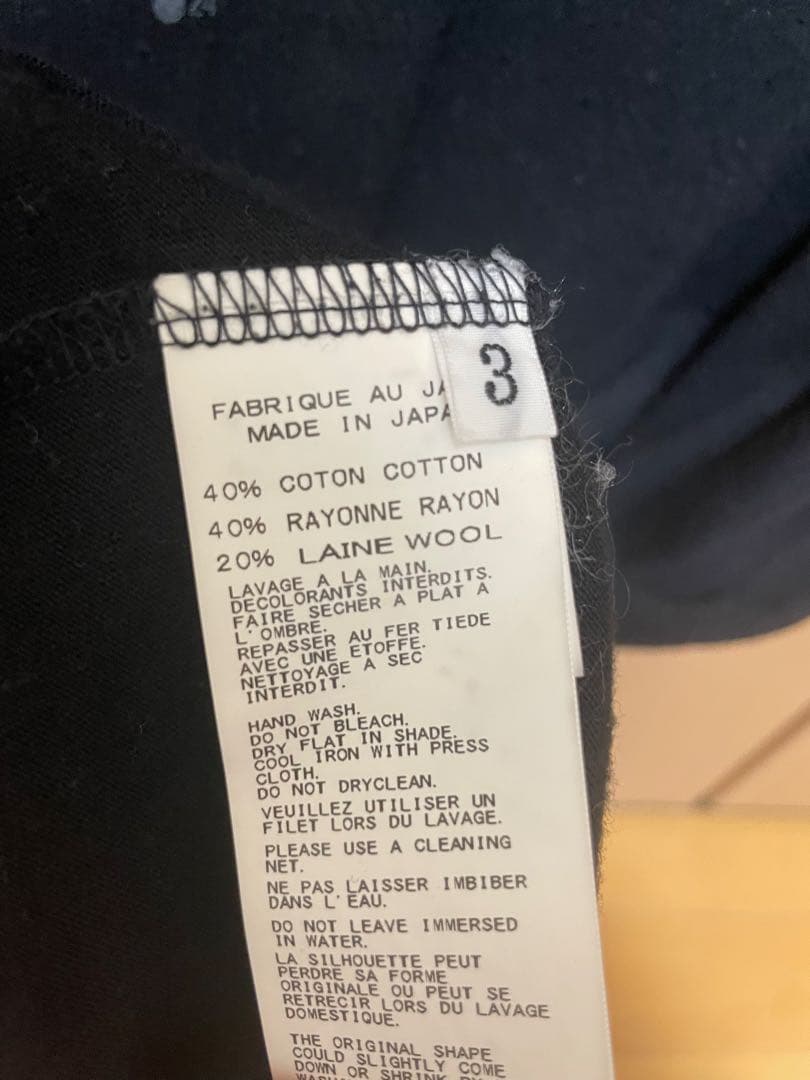 3
FABRIQUE AU
MADE IN
40% COTON COTTON
40% RAYONNE RAYON
20% LAINE WOOL
LAVAGE A LA MAIN.
DECOLORANTS INTERDITS.
FAIRE SECHER A PLAT A
L'OMBRE.
REPASSER AU FER TIEDE
AVEC UNE ETOFFE.
NETTOYAGE A SEC
INTERDIT.
HAND WASH.
DO NOT BLEACH.
DRY FLAT IN SHADE.
COOL IRON WITH PRESS
CLOTH.
DO NOT DRYCLEAN.
VEUILLEZ UTILISER UN
FILET LORS DU LAVAGE.
PLEASE USE A CLEANING
NET.
NE PAS LAISSER IMBIBER
DANS L'EAU.
DO NOT LEAVE IMMERSED
IN WATER.
LA SILHOUETTE PEUT
PERDRE SA FORME
ORIGINALE OU PEUT SE
RETRECIR LORS DU LAVAGE
DOMESTIQUE.
THE ORIGINAL SHAPE
COULD SLIGHTLY COME
DOWN OR SHRINK